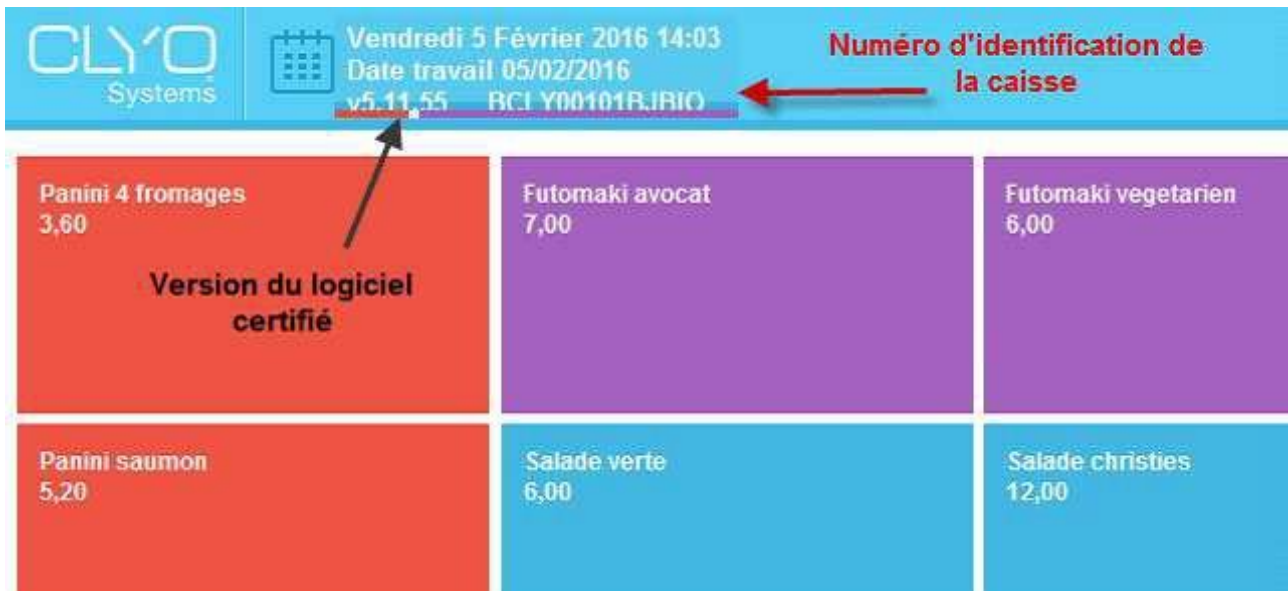 CLYO
Systems
Vendredi 5 Février 2016 14:03
Date travail 05/02/2016
v5.11.55 BCLY00101BJBIO
Numéro d'identification de
la caisse
Panini 4 fromages
3,60
Futomaki avocat
7,00
Futomaki vegetarien
6,00
Version du logiciel
certifié
Panini saumon
5,20
Salade verte
6,00
Salade christies
12,00